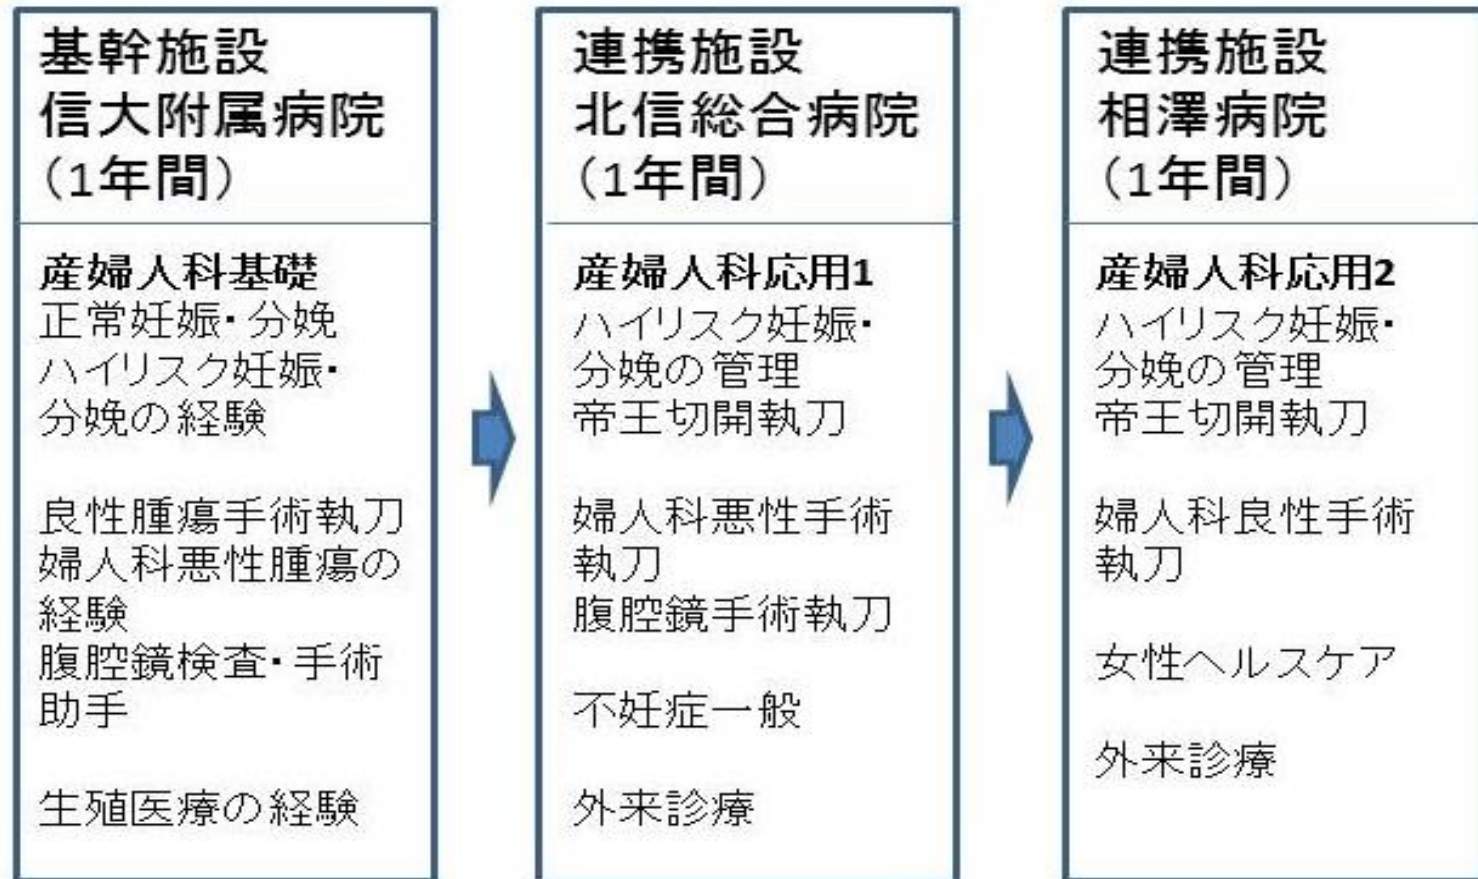 基幹施設
信大附属病院
（1年間）
産婦人科基礎
正常妊娠・分娩
ハイリスク妊娠・
分娩の経験
良性腫瘍手術執刀
婦人科悪性腫瘍の
経験
腹腔鏡検査・手術
助手
生殖医療の経験
連携施設
北信総合病院
（1年間）
産婦人科応用1
ハイリスク妊娠・
分娩の管理
帝王切開執刀
婦人科悪性手術
執刀
腹腔鏡手術執刀
不妊症一般
外来診療
連携施設
相澤病院
（1年間）
産婦人科応用2
ハイリスク妊娠・
分娩の管理
帝王切開執刀
婦人科良性手術
執刀
女性ヘルスケア
外来診療